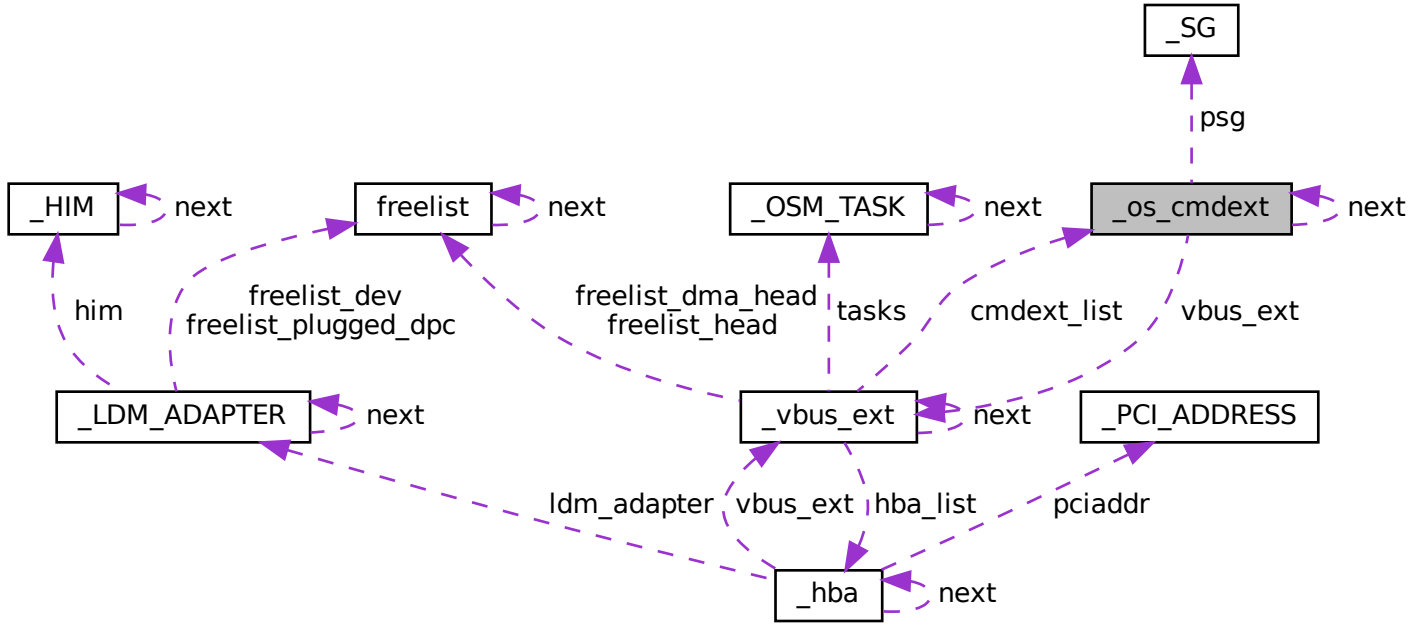 _SG
psg
_HIM
next
freelist
next
_OSM_TASK
next
_os_cmdext
next
him
freelist_dev
freelist_plugged_dpc
freelist_dma_head
freelist_head
tasks
cmdext_list
vbus_ext
_LDM_ADAPTER
next
_vbus_ext
next
_PCI_ADDRESS
ldm_adapter
vbus_ext
hba_list
pciaddr
_hba
next